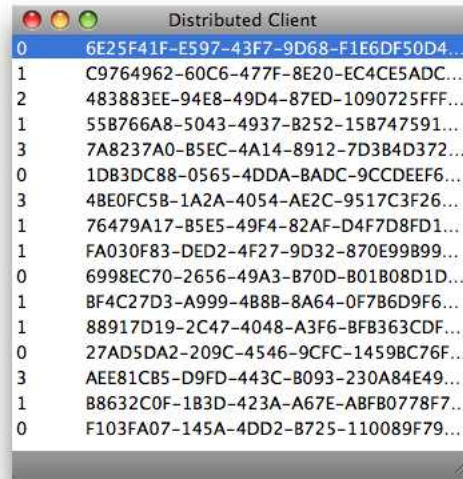 Distributed Client
0 6E25F41F-E597-43F7-9D68-F1E6DF50D4...
1 C9764962-60C6-477F-8E20-EC4CE5ADC...
2 483883EE-94E8-49D4-87ED-1090725FFF...
1 55B766A8-5043-4937-B252-15B747591...
3 7A8237A0-B5EC-4A14-8912-7D3B4D372...
0 1DB3DC88-0565-4DDA-BADC-9CCDEEF6...
3 4BE0FC5B-1A2A-4054-AE2C-9517C3F26...
1 76479A17-B5E5-49F4-82AF-D4F7D8FD1...
1 FA030F83-DED2-4F27-9D32-870E99B99...
0 6998EC70-2656-49A3-B70D-B01B08D1D...
1 BF4C27D3-A999-4B8B-8A64-0F7B6D9F6...
1 88917D19-2C47-4048-A3F6-BFB363CDF...
0 27AD5DA2-209C-4546-9CFC-1459BC76F...
3 AEE81CB5-D9FD-443C-B093-230A84E49...
1 B8632C0F-1B3D-423A-A67E-ABFB0778F7...
0 F103FA07-145A-4DD2-B725-110089F79...